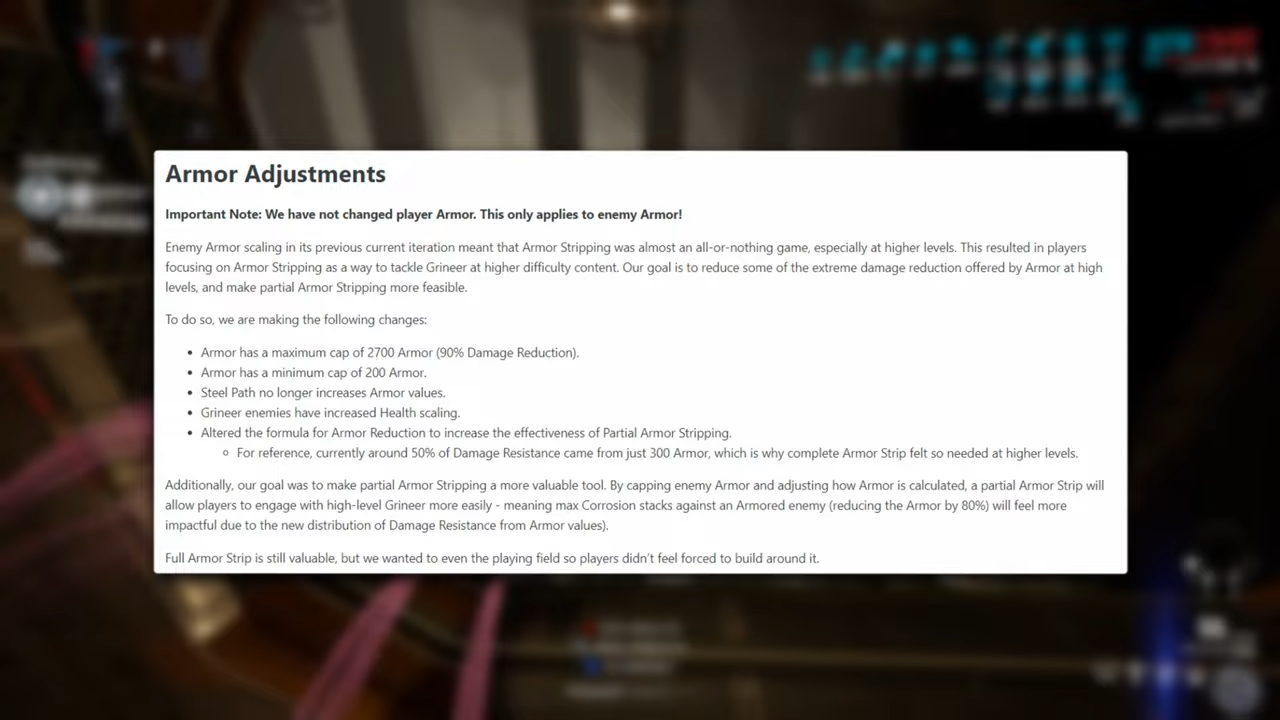 Armor Adjustments
Important Note: We have not changed player Armor. This only applies to enemy Armor!
Enemy Armor scaling in its previous current iteration meant that Armor Stripping was almost an all-or-nothing game, especially at higher levels. This resulted in players
focusing on Armor Stripping as a way to tackle Grineer at higher difficulty content. Our goal is to reduce some of the extreme damage reduction offered by Armor at high
levels, and make partial Armor Stripping more feasible.
To do so, we are making the following changes:
• Armor has a maximum cap of 2700 Armor (90% Damage Reduction).
• Armor has a minimum cap of 200 Armor.
• Steel Path no longer increases Armor values.
• Grineer enemies have increased Health scaling.
• Altered the formula for Armor Reduction to increase the effectiveness of Partial Armor Stripping.
◦ For reference, currently around 50% of Damage Resistance came from just 300 Armor, which is why complete Armor Strip felt so needed at higher levels.
Additionally, our goal was to make partial Armor Stripping a more valuable tool. By capping enemy Armor and adjusting how Armor is calculated, a partial Armor Strip will
allow players to engage with high-level Grineer more easily - meaning max Corrosion stacks against an Armored enemy (reducing the Armor by 80%) will feel more
impactful due to the new distribution of Damage Resistance from Armor values).
Full Armor Strip is still valuable, but we wanted to even the playing field so players didn't feel forced to build around it.